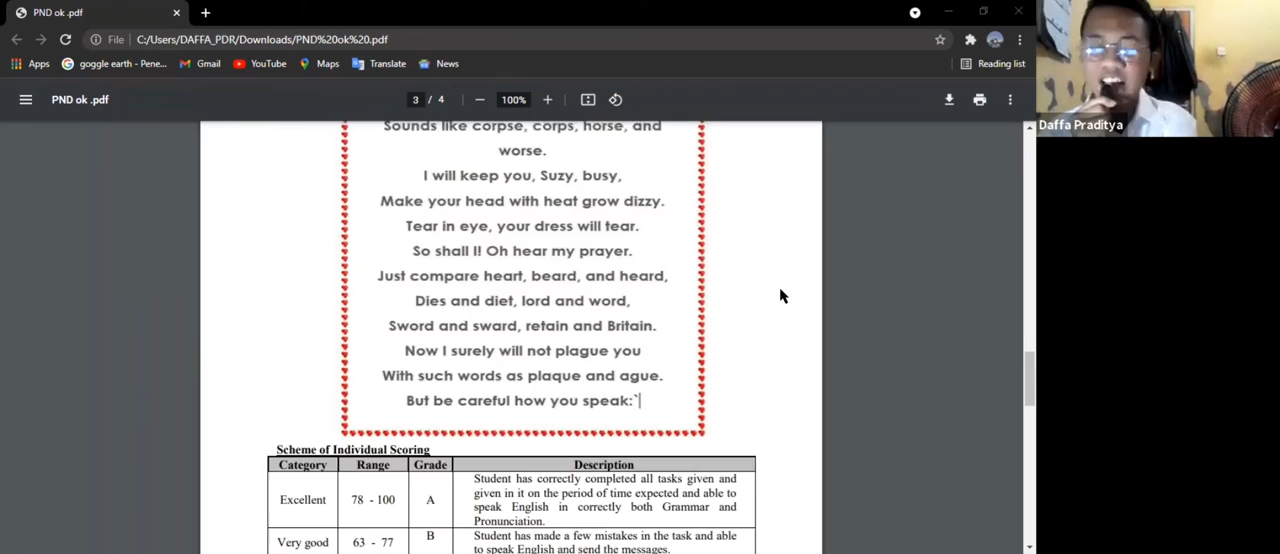 PND ok .pdf
File
C:/Users/DAFFA_PDR/Downloads/PND%20ok%20.pdf
Apps
goggle earth - Pene...
Gmail
YouTube
Maps
Translate
News
Reading list
PND ok .pdf
3 / 4
100%
Daffa Praditya
Sounds like corpse, corps, horse, and
worse.
I will keep you, Suzy, busy,
Make your head with heat grow dizzy.
Tear in eye, your dress will tear.
So shall I! Oh hear my prayer.
Just compare heart, beard, and heard,
Dies and diet, lord and word,
Sword and sward, retain and Britain.
Now I surely will not plague you
With such words as plaque and ague.
But be careful how you speak:`
Scheme of Individual Scoring
Category Range Grade Description
Excellent 78 - 100 A Student has correctly completed all tasks given and
given in it on the period of time expected and able to
speak English in correctly both Grammar and
Pronunciation.
Very good 63 - 77 B Student has made a few mistakes in the task and able
to speak English and send the messages.